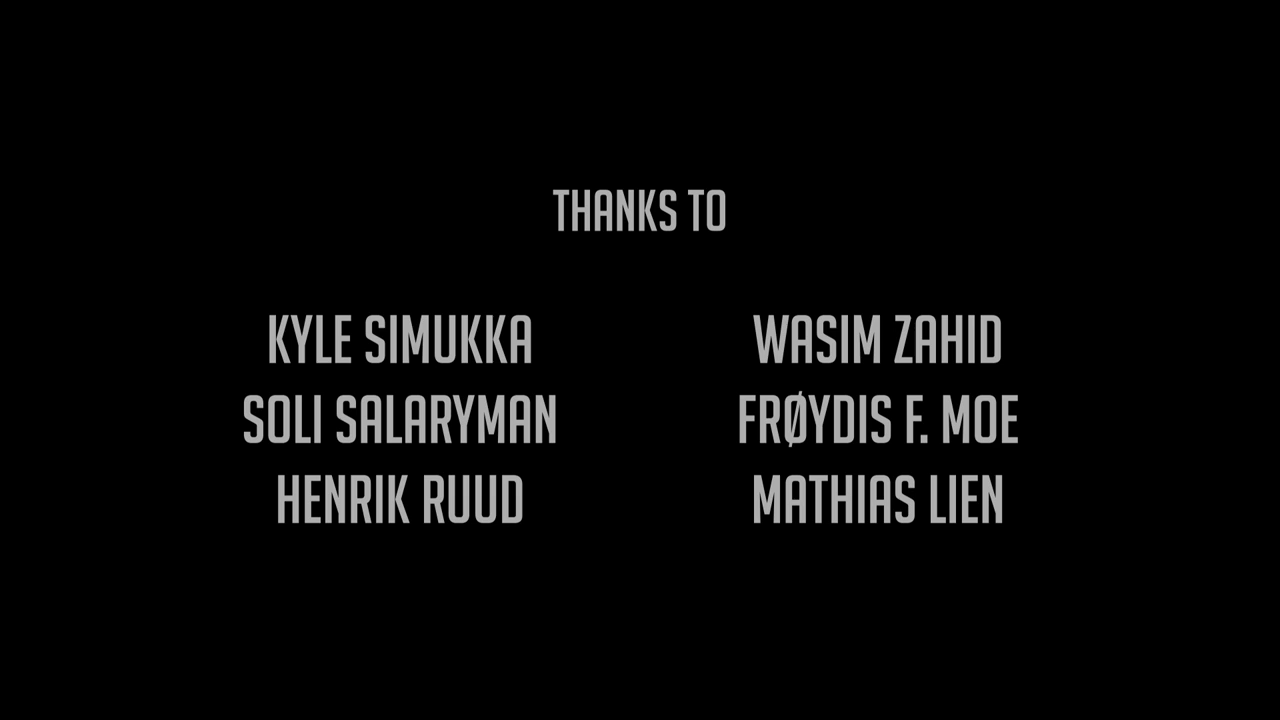 THANKS TO
KYLE SIMUKKA
SOLI SALARYMAN
HENRIK RUUD
WASIM ZAHID
FRØYDIS F. MOE
MATHIAS LIEN